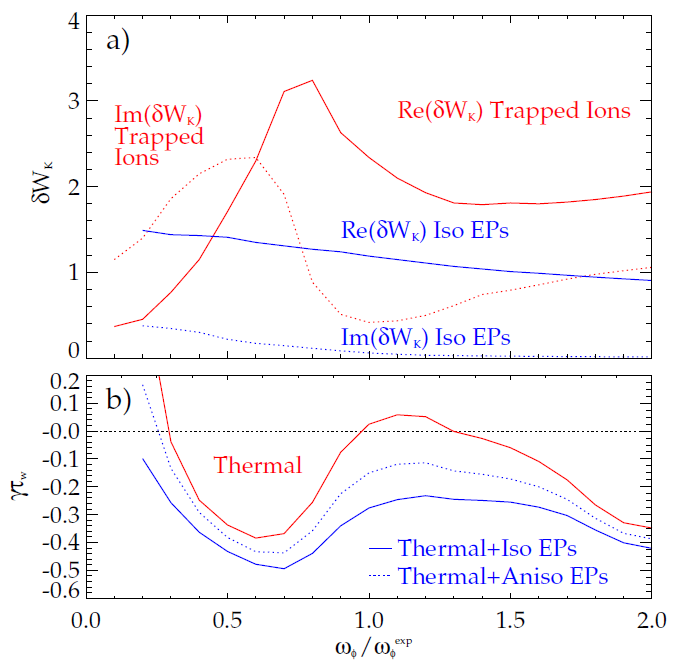 a)
4
3
2
1
0
δW_K
Im(δW_K)
Trapped
Ions
Re(δW_K) Trapped Ions
Re(δW_K) Iso EPs
Im(δW_K) Iso EPs
b)
0.2
0.1
-0.0
-0.1
-0.2
-0.3
-0.4
-0.5
-0.6
γτ_w
Thermal
Thermal+Iso EPs
Thermal+Aniso EPs
0.0 0.5 1.0 1.5 2.0
ω_ϕ/ω_ϕ^exp